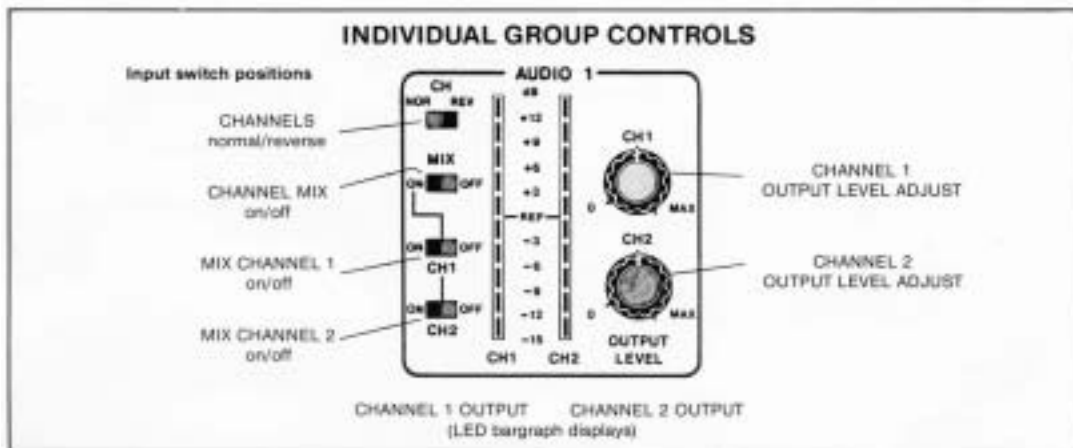 INDIVIDUAL GROUP CONTROLS
Input switch positions
AUDIO 1
CH
NOR REV
CHANNELS
normal/reverse
MIX
ON OFF
CHANNEL MIX
on/off
ON OFF
CH1
MIX CHANNEL 1
on/off
ON OFF
CH2
MIX CHANNEL 2
on/off
dB
+12
+9
+6
+3
REF
-3
-6
-9
-12
-15
CH1 CH2
CH1
0 MAX
CHANNEL 1
OUTPUT LEVEL ADJUST
CH2
0 MAX
CHANNEL 2
OUTPUT LEVEL ADJUST
OUTPUT
LEVEL
CHANNEL 1 OUTPUT CHANNEL 2 OUTPUT
(LED bargraph displays)